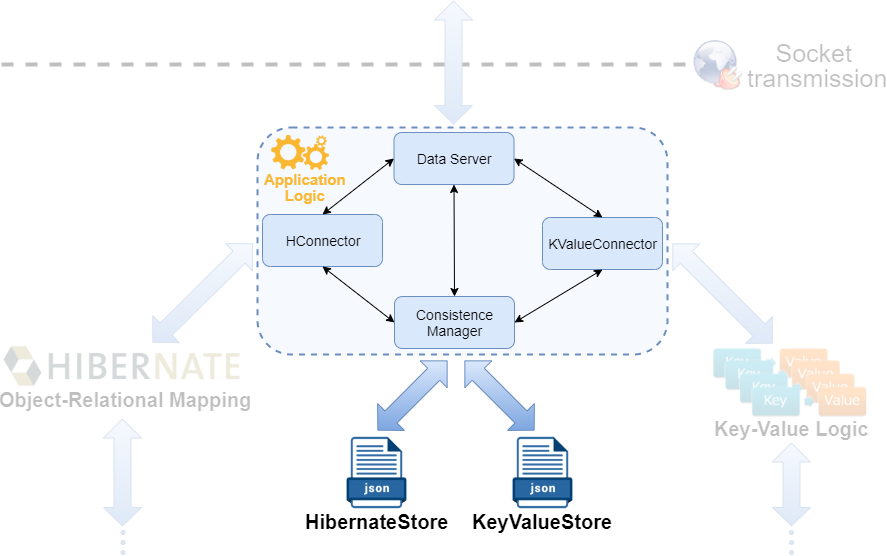 Socket
transmission
Application
Logic
Data Server
HConnector
KValueConnector
Consistence
Manager
HIBERNATE
Object-Relational Mapping
Key
Value
Key
Value
Key
Value
Key
Value
Key-Value Logic
json
json
HibernateStore
KeyValueStore